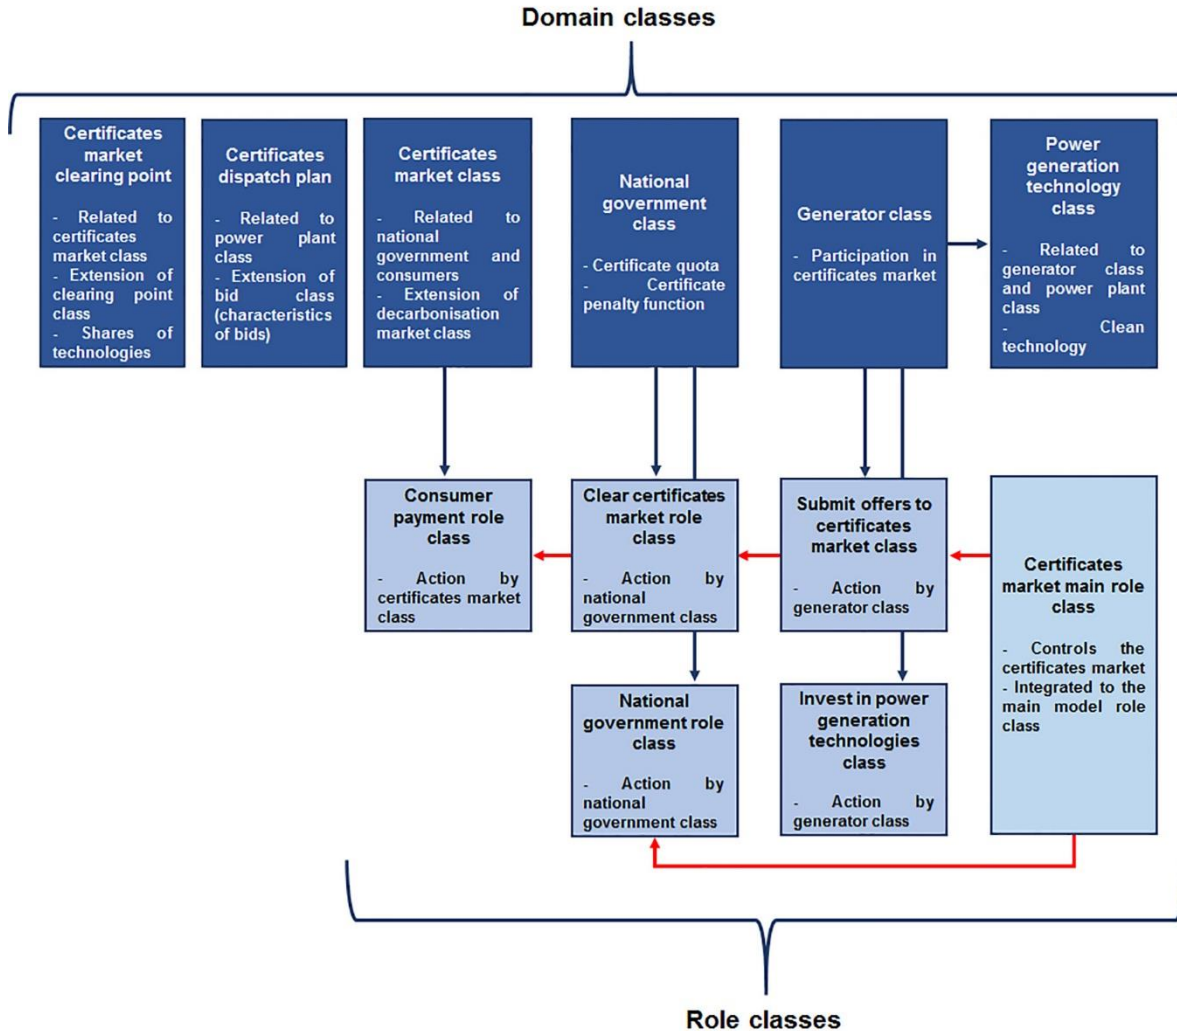 Domain classes
Certificates
market
clearing point
- Related to
certificates
market class
- Extension of
clearing point
class
- Shares of
technologies
Certificates
dispatch plan
- Related to
power plant
class
- Extension of
bid class
(characteristics
of bids)
Certificates
market class
- Related to
national
government and
consumers
- Extension of
decarbonisation
market class
National
government
class
- Certificate quota
- Certificate
penalty function
Generator class
- Participation in
certificates market
Power
generation
technology
class
- Related to
generator class
and power plant
class
- Clean
technology
Consumer
payment role
class
- Action by
certificates market
class
Clear certificates
market role
class
- Action by
national
government class
Submit offers to
certificates
market class
- Action by
generator class
Certificates
market main role
class
- Controls the
certificates market
- Integrated to the
main model role
class
National
government role
class
- Action by
national
government class
Invest in power
generation
technologies
class
- Action by
generator class
Role classes